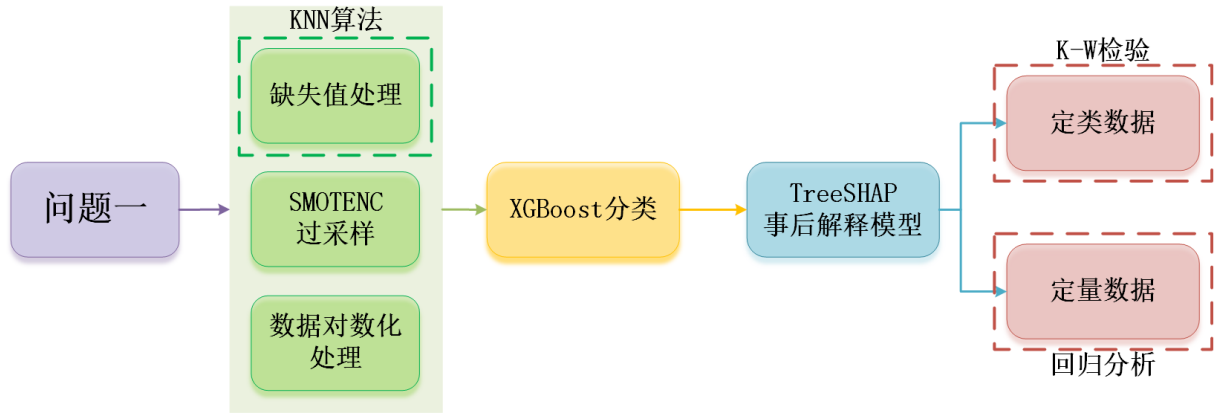 问题一
KNN算法
缺失值处理
SMOTENC
过采样
数据对数化
处理
XGBoost分类
TreeSHAP
事后解释模型
K-W检验
定类数据
定量数据
回归分析